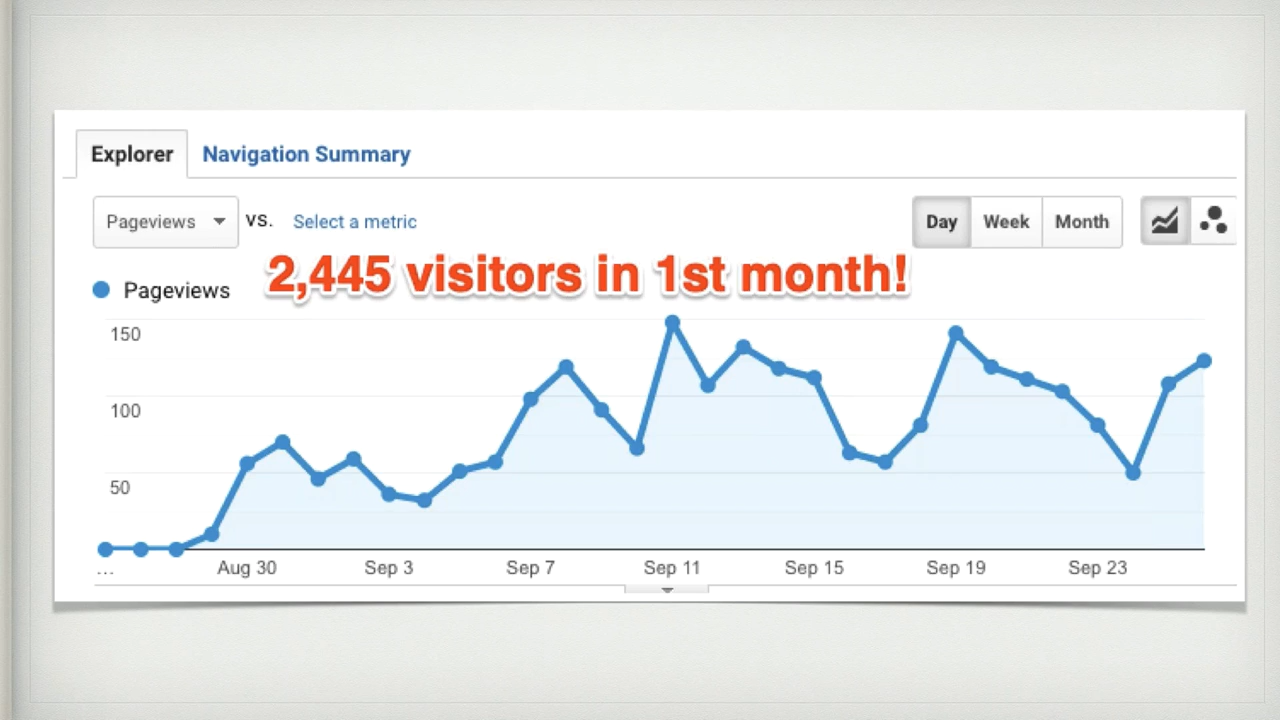 Explorer Navigation Summary
Pageviews vs. Select a metric Day Week Month
2,445 visitors in 1st month!
Pageviews
150
100
50
... Aug 30 Sep 3 Sep 7 Sep 11 Sep 15 Sep 19 Sep 23